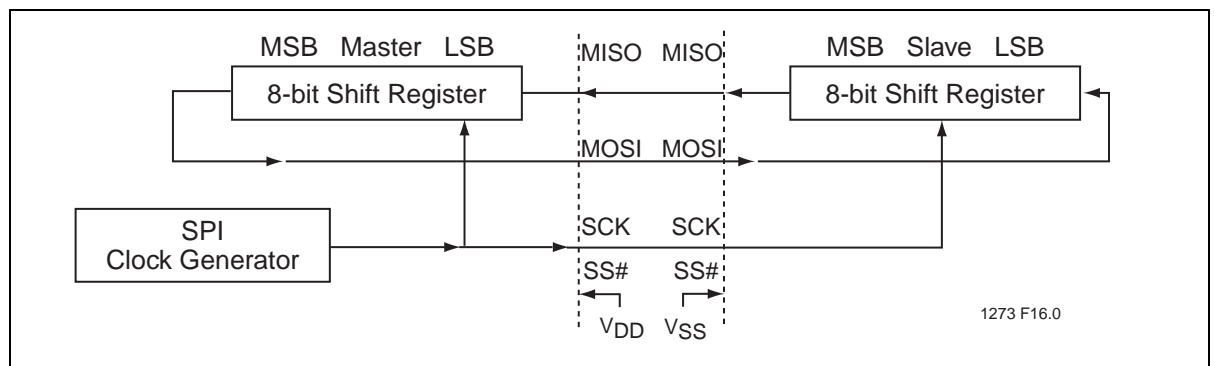 MSB Master LSB MISO MISO MSB Slave LSB
8-bit Shift Register 8-bit Shift Register
MOSI MOSI
SPI
Clock Generator
SCK SCK
SS# SS#
VDD VSS
1273 F16.0